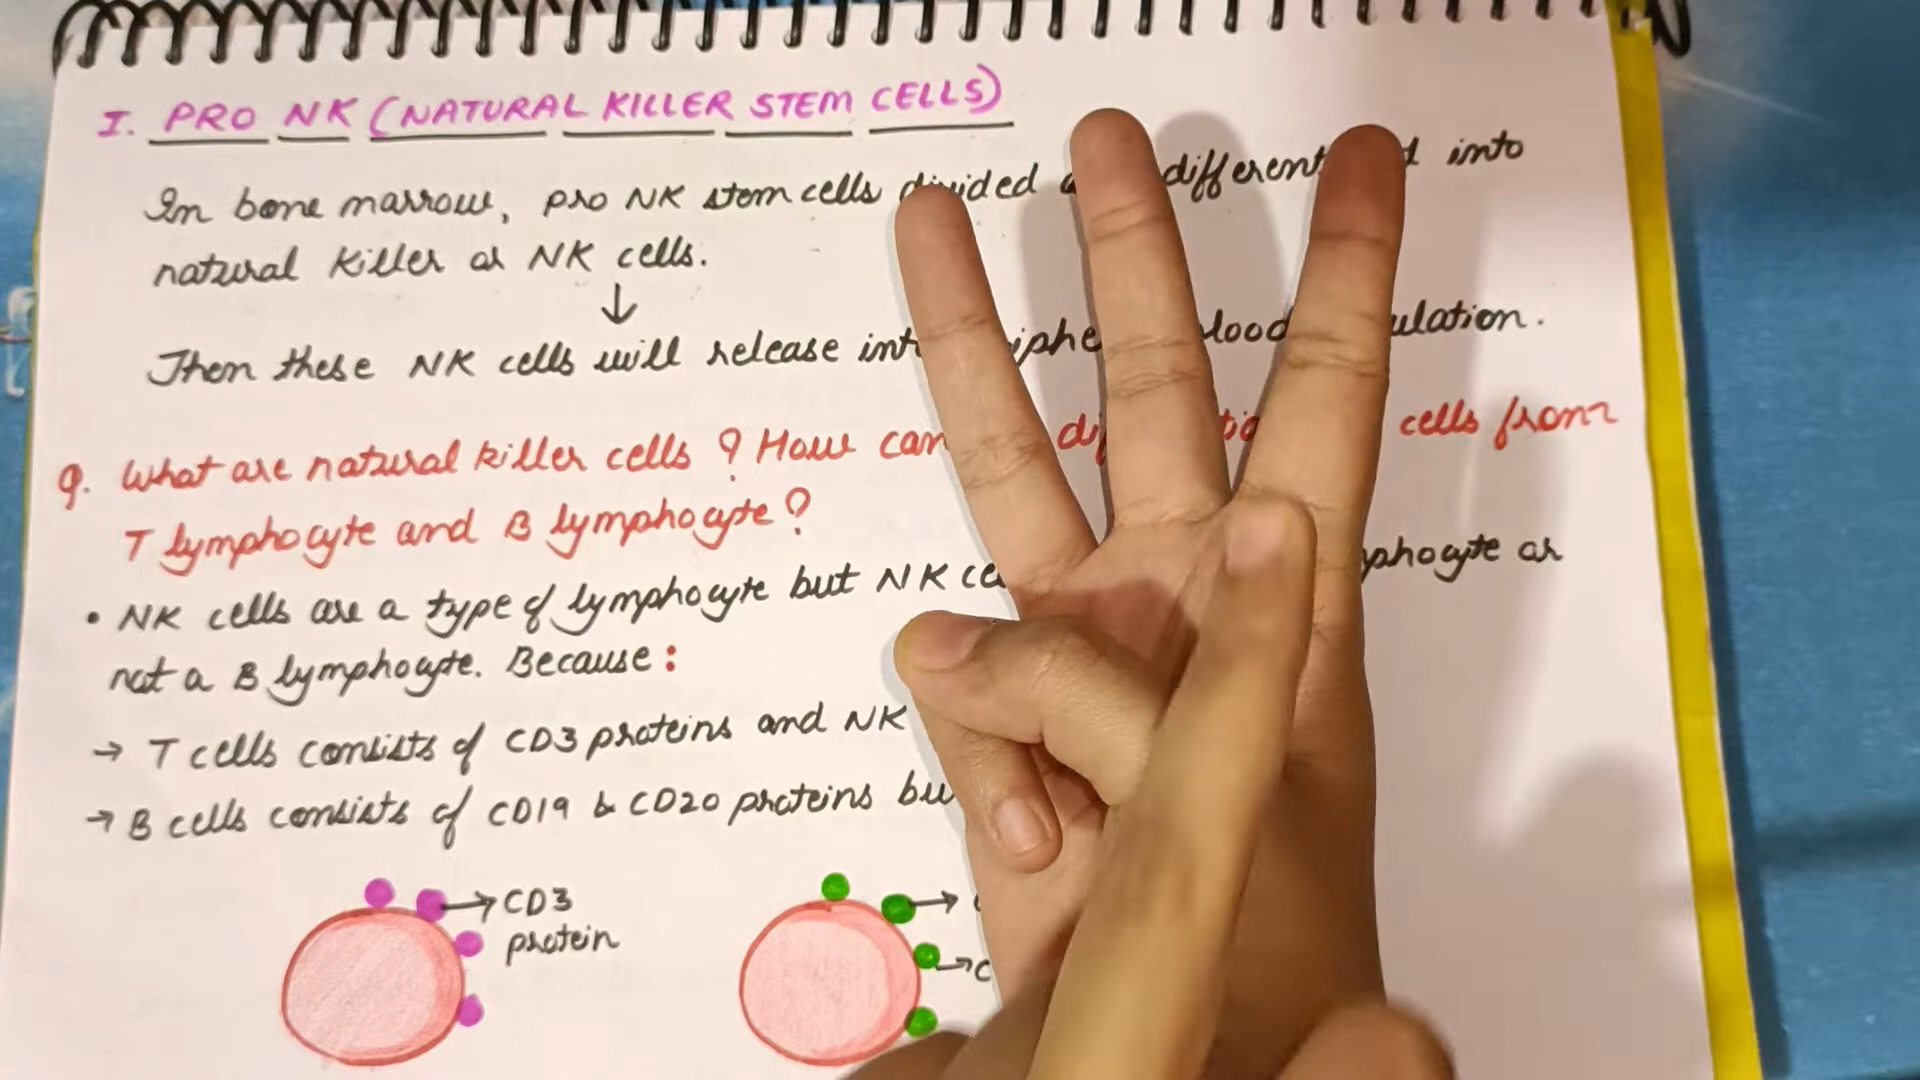 I. PRO NK (NATURAL KILLER STEM CELLS)
In bone marrow, pro NK stem cells divided into
natural killer or NK cells.
↓
Then these NK cells will release blood
Q. What are natural killer cells ? How can cells from
T lymphocyte and B lymphocyte ?
• NK cells are a type of lymphocyte but NK or
not a B lymphocyte. Because :
→ T cells consists of CD3 proteins and NK
→ B cells consists of CD19 & CD20 proteins
→ CD3
protein
→
→